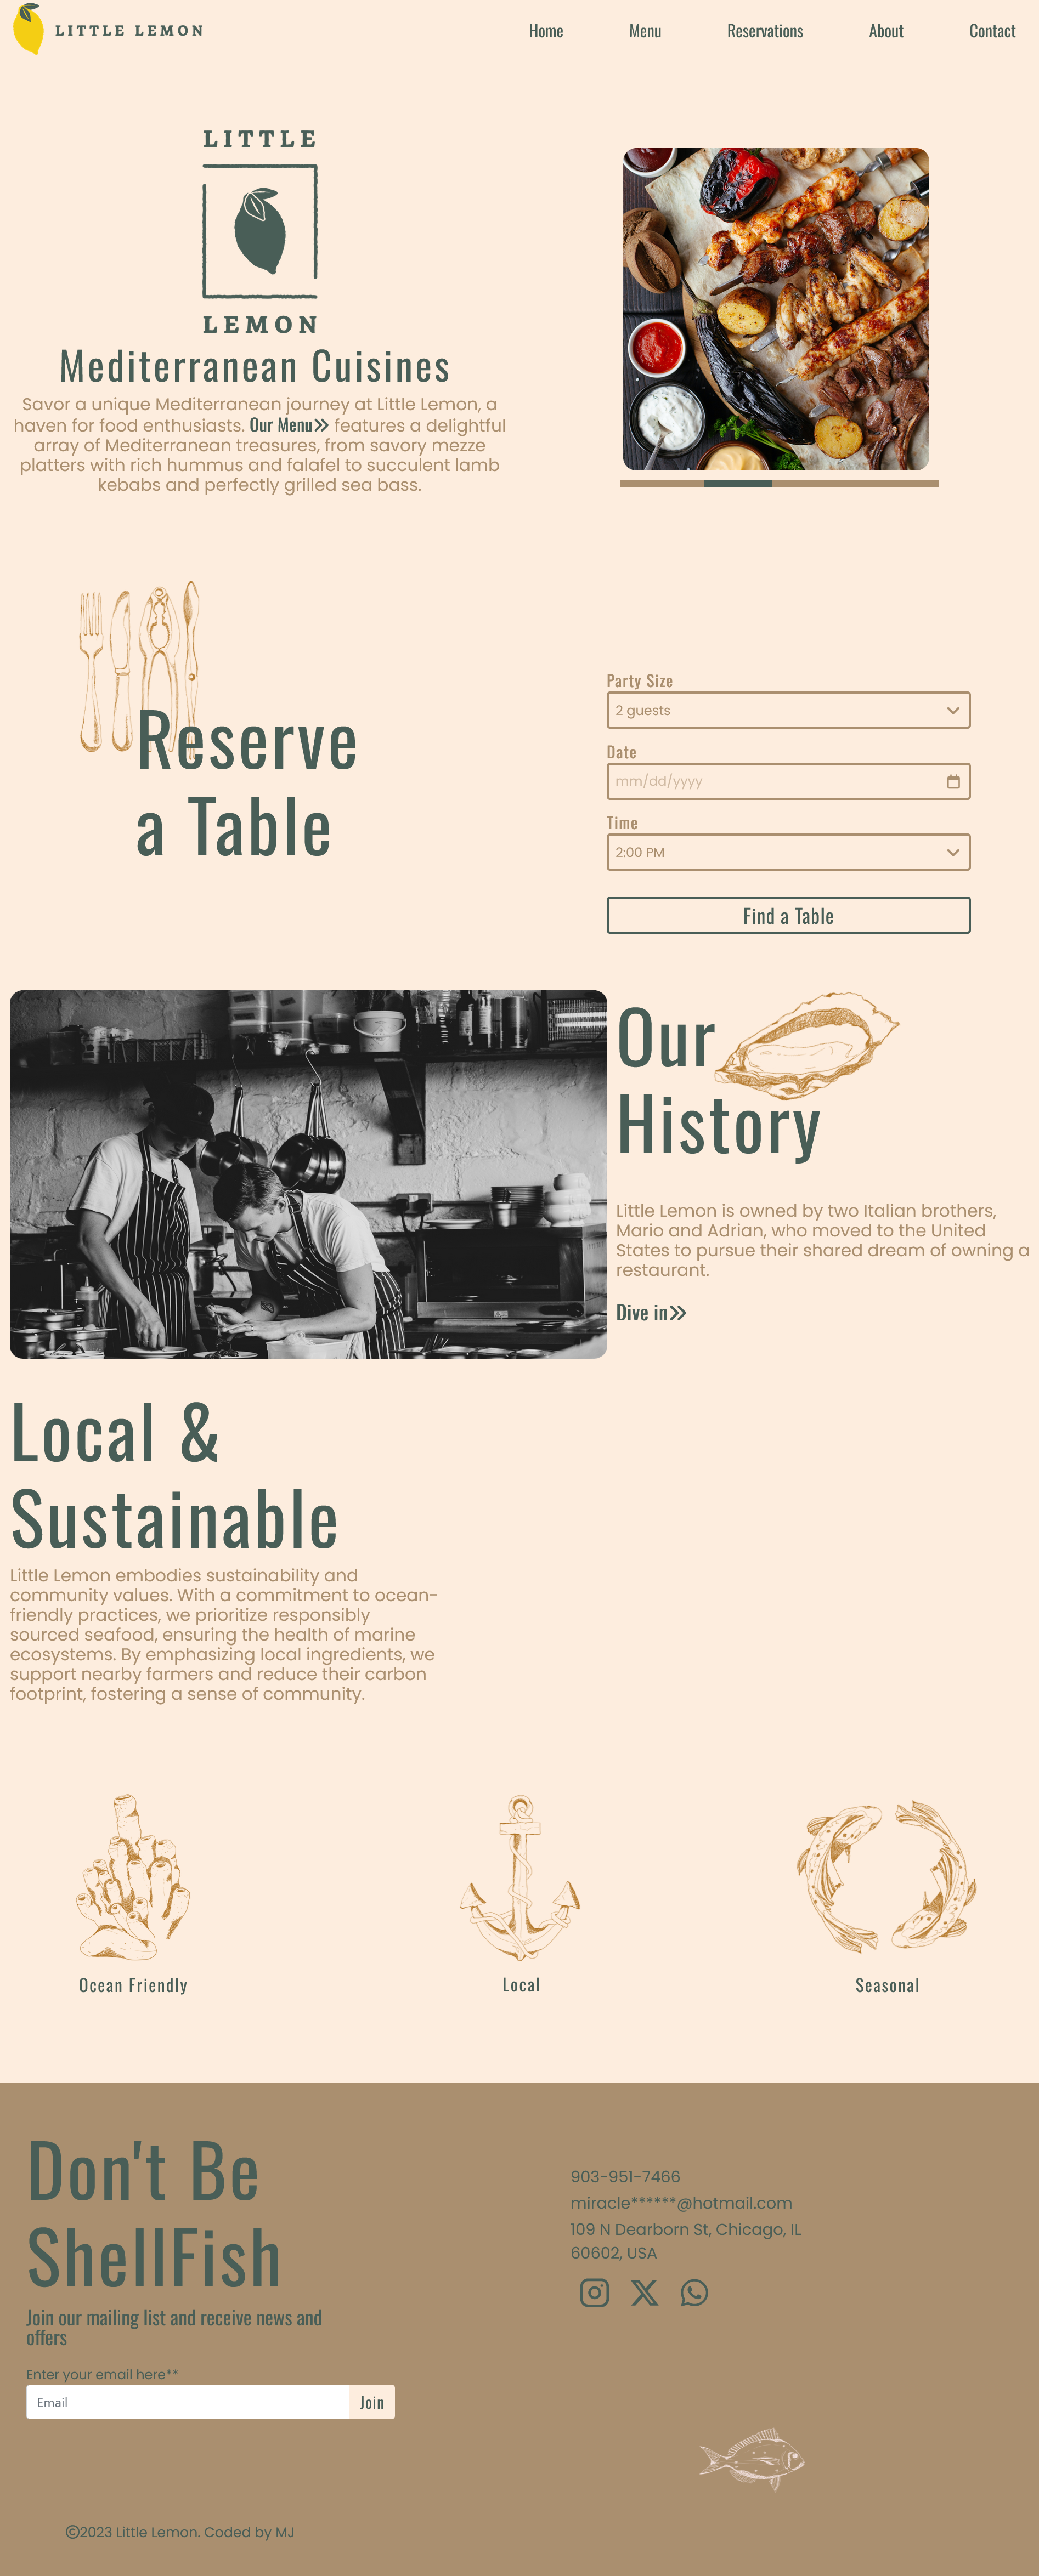 LITTLE LEMON
Home Menu Reservations About Contact
LITTLE
LEMON
Mediterranean Cuisines
Savor a unique Mediterranean journey at Little Lemon, a
haven for food enthusiasts. Our Menu features a delightful
array of Mediterranean treasures, from savory mezze
platters with rich hummus and falafel to succulent lamb
kebabs and perfectly grilled sea bass.
Reserve
a Table
Party Size
2 guests
Date
mm/dd/yyyy
Time
2:00 PM
Find a Table
Our
History
Little Lemon is owned by two Italian brothers,
Mario and Adrian, who moved to the United
States to pursue their shared dream of owning a
restaurant.
Dive in
Local &
Sustainable
Little Lemon embodies sustainability and
community values. With a commitment to ocean-
friendly practices, we prioritize responsibly
sourced seafood, ensuring the health of marine
ecosystems. By emphasizing local ingredients, we
support nearby farmers and reduce their carbon
footprint, fostering a sense of community.
Ocean Friendly
Local
Seasonal
Don't Be
ShellFish
Join our mailing list and receive news and
offers
Enter your email here**
Email
Join
903-951-7466
miracle******@hotmail.com
109 N Dearborn St, Chicago, IL
60602, USA
©2023 Little Lemon. Coded by MJ